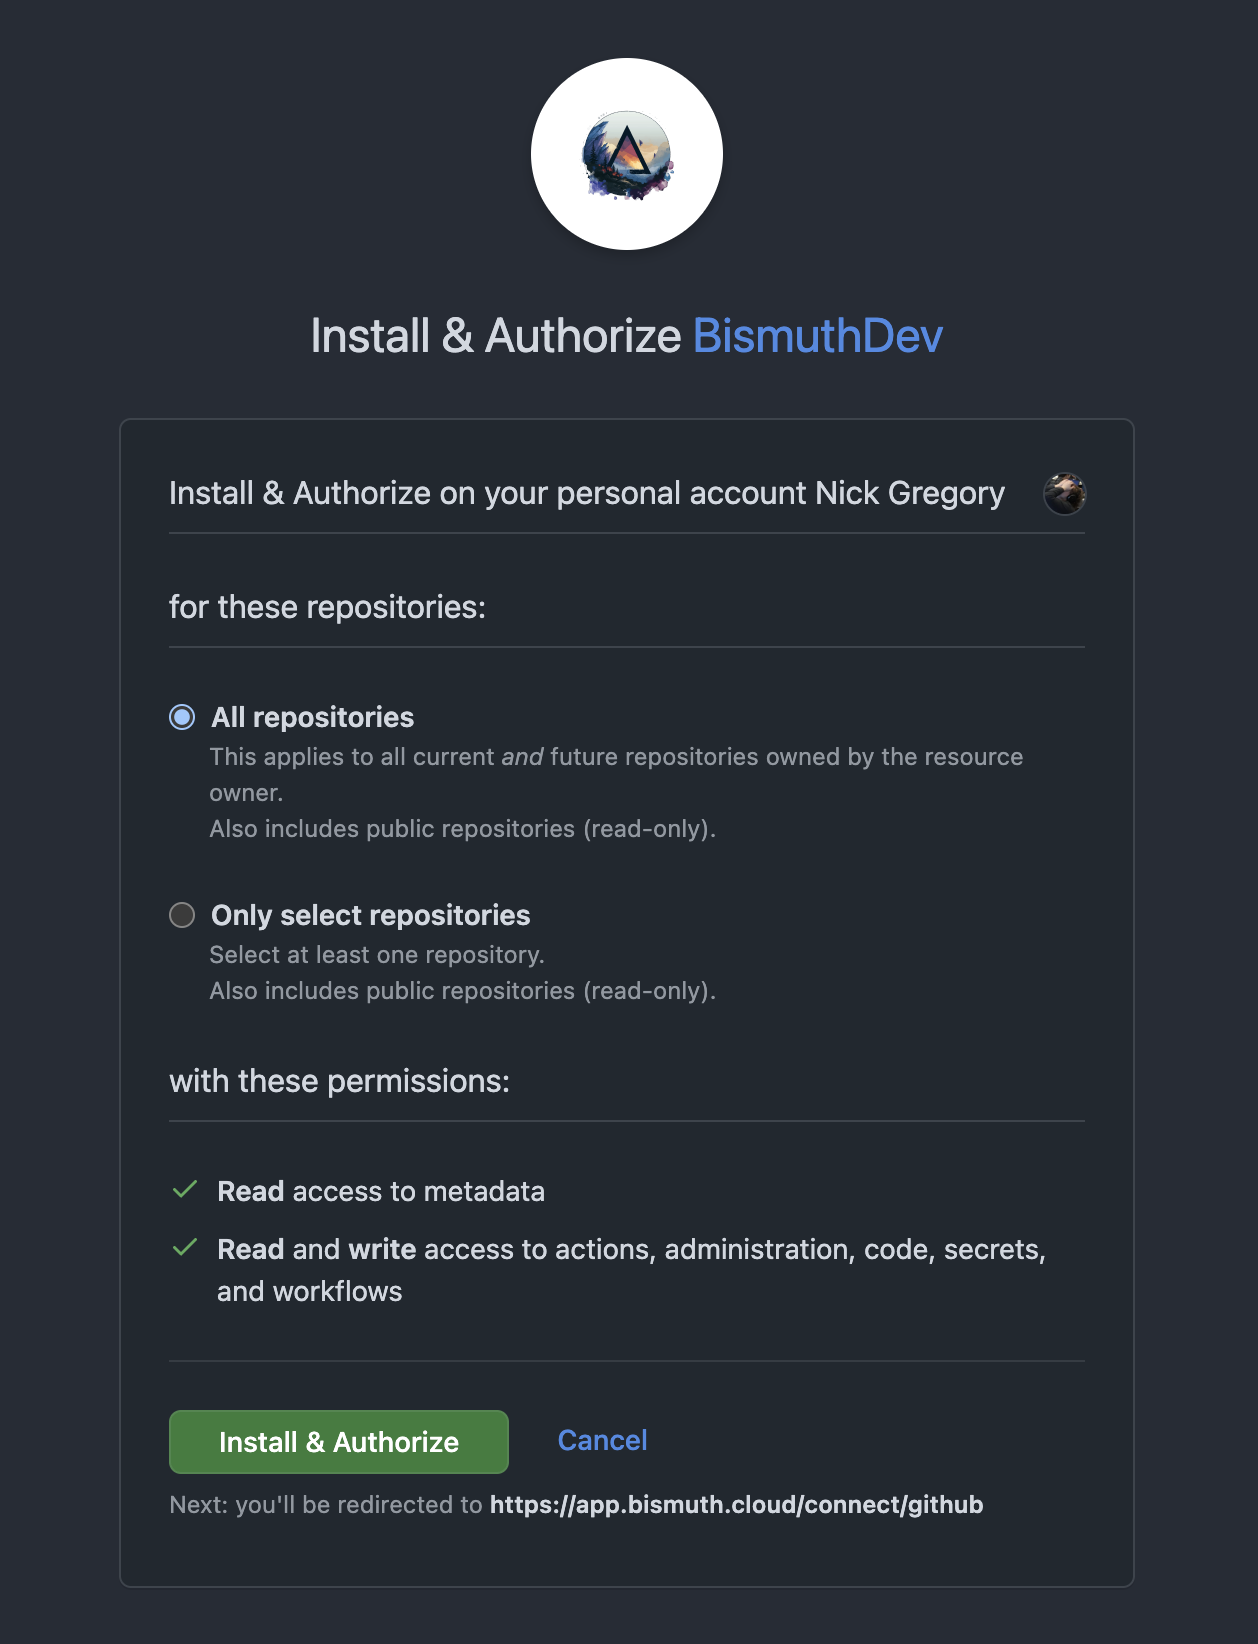 Install & Authorize BismuthDev
Install & Authorize on your personal account Nick Gregory
for these repositories:
All repositories
This applies to all current and future repositories owned by the resource
owner.
Also includes public repositories (read-only).
Only select repositories
Select at least one repository.
Also includes public repositories (read-only).
with these permissions:
Read access to metadata
Read and write access to actions, administration, code, secrets,
and workflows
Install & Authorize
Cancel
Next: you'll be redirected to https://app.bismuth.cloud/connect/github